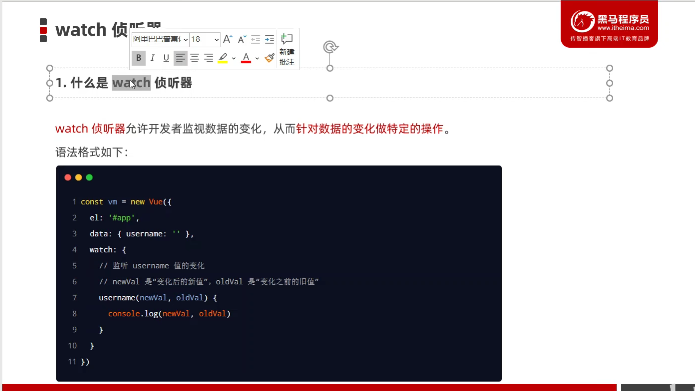 watch 侦听器
黑马程序员
www.itheima.com
传智播客旗下高端IT教育品牌
18
A A
B I U
A
新建
批注
1. 什么是 watch 侦听器
watch 侦听器允许开发者监视数据的变化，从而针对数据的变化做特定的操作。
语法格式如下：
1 const vm = new Vue({
2 el: '#app',
3 data: { username: '' },
4 watch: {
5 // 监听 username 值的变化
6 // newVal 是"变化后的新值"，oldVal 是"变化之前的旧值"
7 username(newVal, oldVal) {
8 console.log(newVal, oldVal)
9 }
10 }
11 })